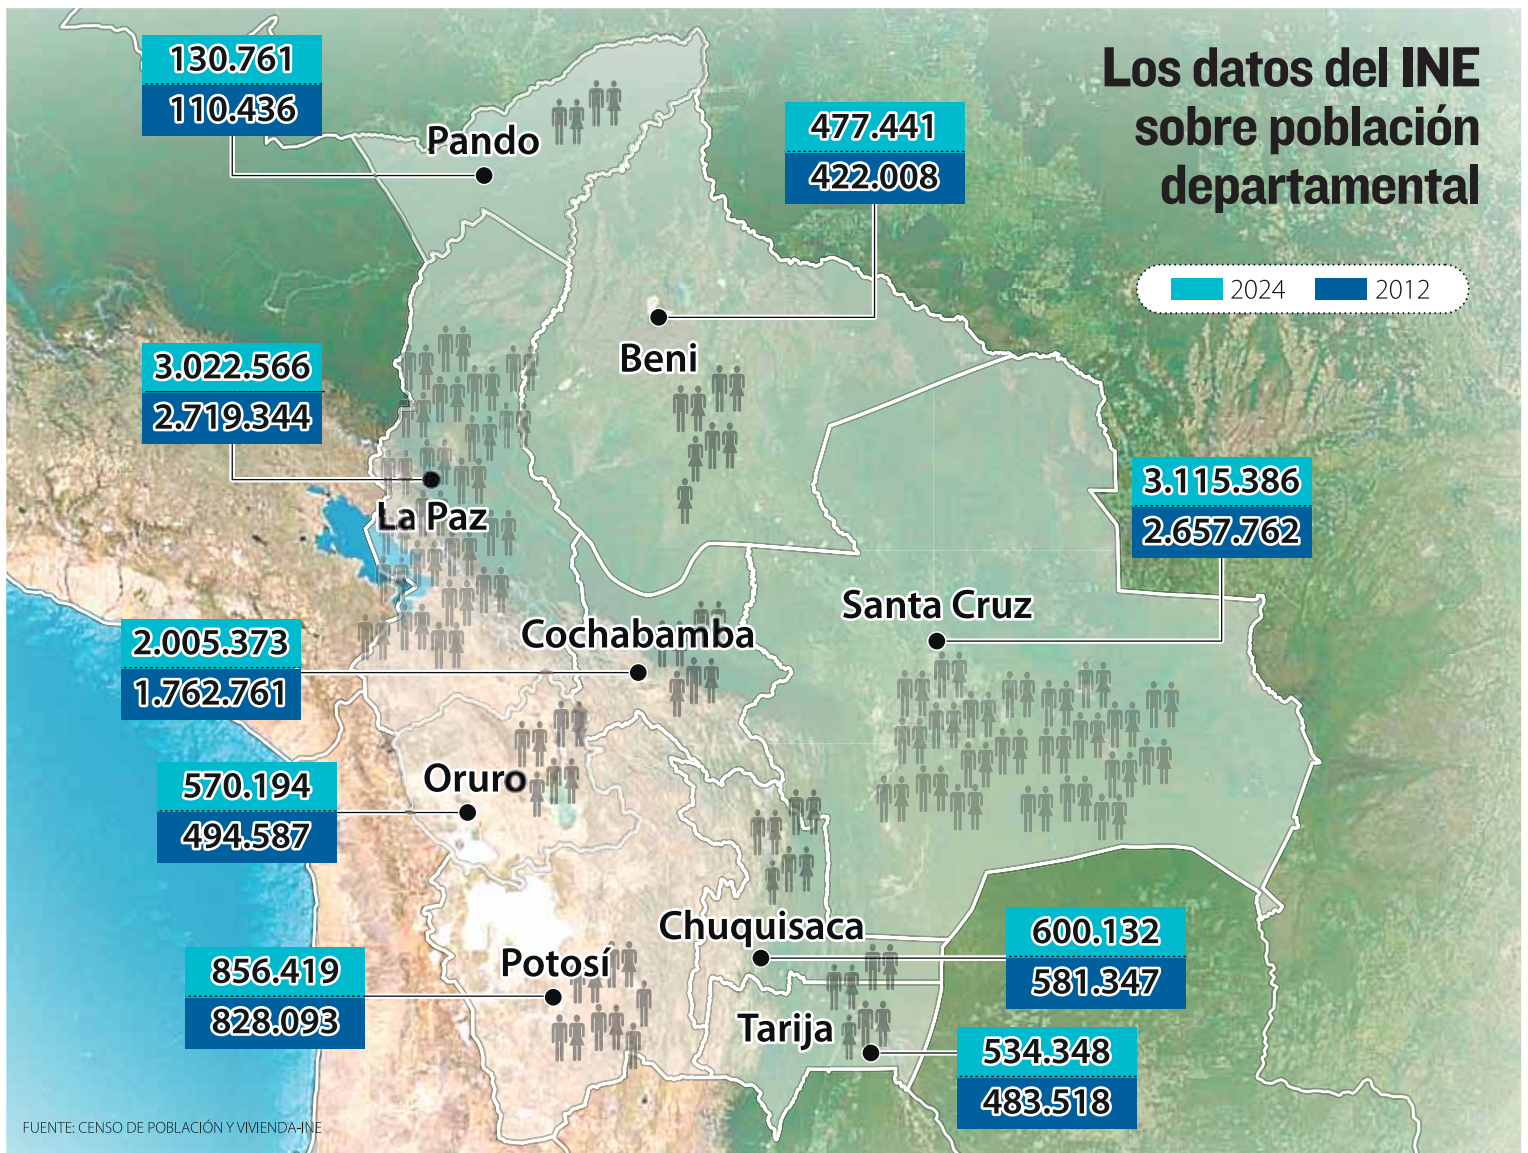 Los datos del INE
sobre población
departamental
2024
2012
130.761
110.436
Pando
477.441
422.008
Beni
3.022.566
2.719.344
La Paz
3.115.386
2.657.762
Santa Cruz
2.005.373
1.762.761
Cochabamba
570.194
494.587
Oruro
856.419
828.093
Potosí
600.132
581.347
Chuquisaca
534.348
483.518
Tarija
FUENTE: CENSO DE POBLACIÓN Y VIVIENDA-INE